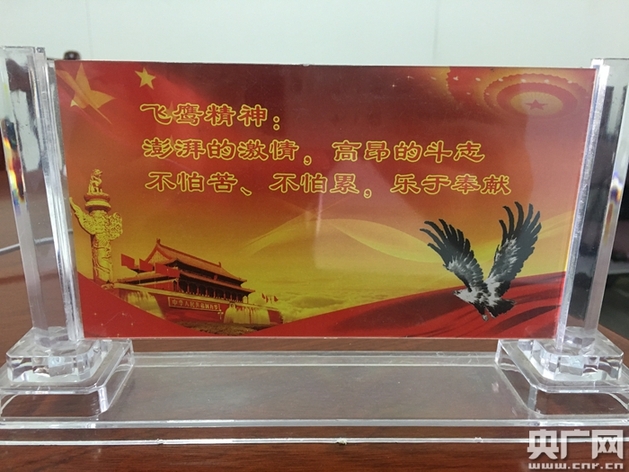 飞鹰精神：
澎湃的激情，高昂的斗志
不怕苦、不怕累，乐于奉献
央广网
www.cnr.cn